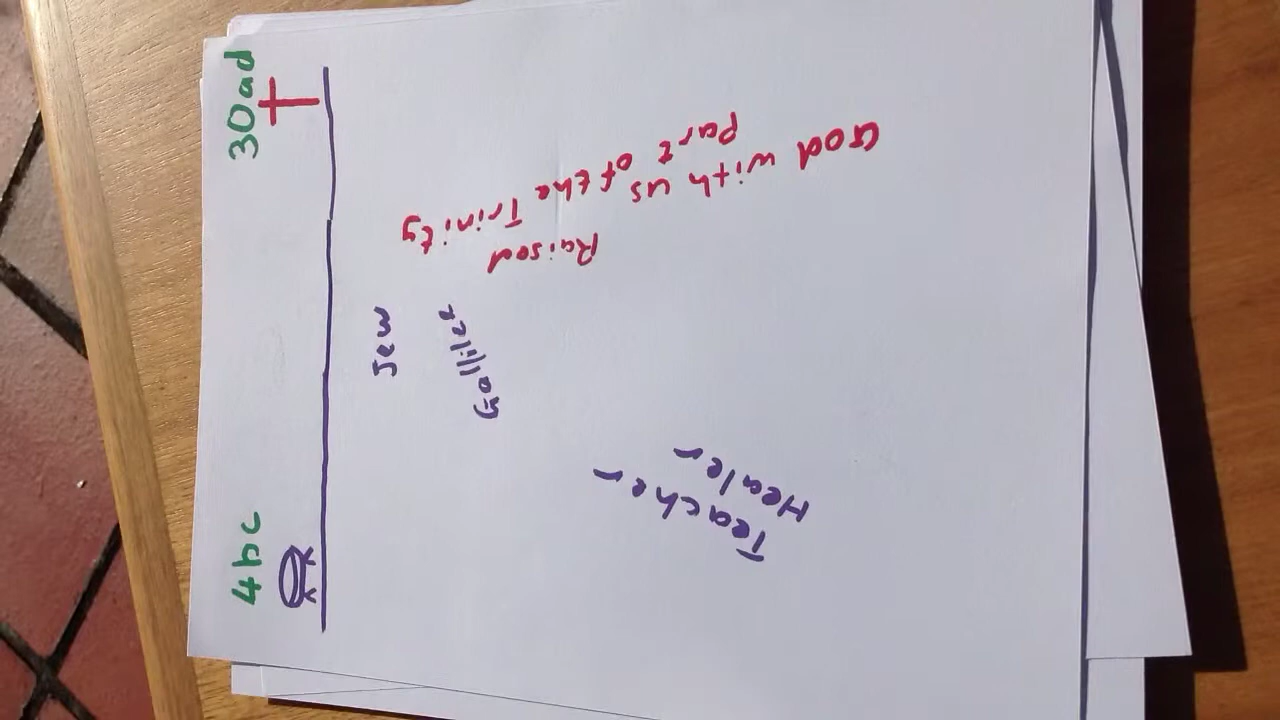 4bc
30ad
Jew
Gallilee
Teacher
Healer
God with us
Part of the Trinity
Raised